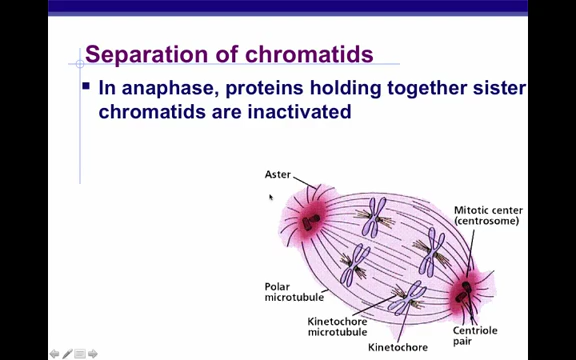 Separation of chromatids
In anaphase, proteins holding together sister
chromatids are inactivated
Aster
Mitotic center
(centrosome)
Polar
microtubule
Kinetochore
microtubule
Kinetochore
Centriole
pair